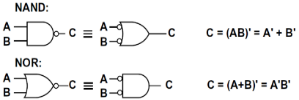 NAND:
A B C ≡ A B C C = (AB)' = A' + B'
NOR:
A B C ≡ A B C C = (A+B)' = A'B'